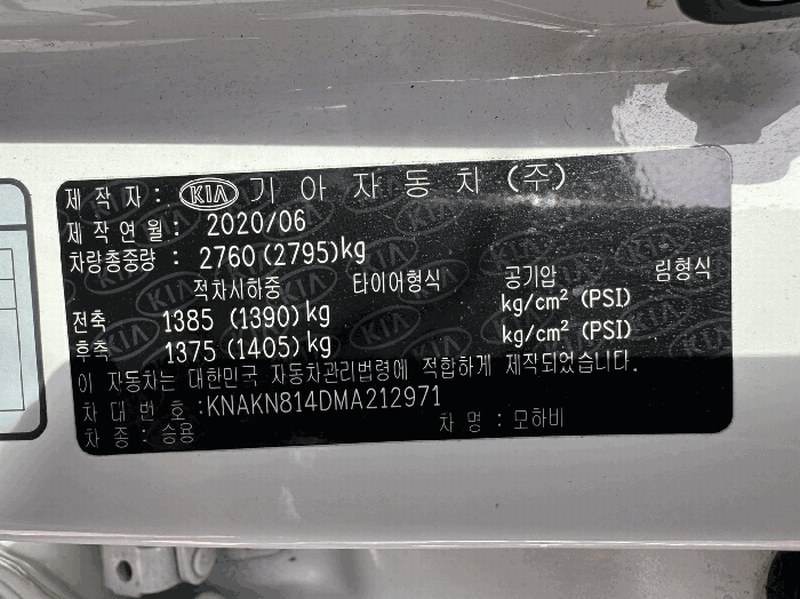 제 작 자 : KIA 기 아 자 동 차 (주)
제 작 연 월 : 2020/06
차량총중량 : 2760 (2795)kg
적차시하중 타이어형식 공기압 림형식
전축 1385 (1390)kg kg/cm² (PSI)
후축 1375 (1405)kg kg/cm² (PSI)
이 자동차는 대한민국 자동차관리법령에 적합하게 제작되었습니다.
차 대 번 호 :KNAKN814DMA212971
차 종 : 승용 차 명 : 모하비